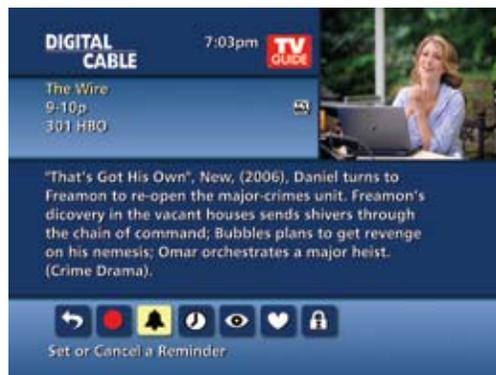 DIGITAL
CABLE
7:03pm
TV
GUIDE
The Wire
9-10p
301 HBO
"That's Got His Own", New, (2006), Daniel turns to
Freamon to re-open the major-crimes unit. Freamon's
dicovery in the vacant houses sends shivers through
the chain of command; Bubbles plans to get revenge
on his nemesis; Omar orchestrates a major heist.
(Crime Drama).
Set or Cancel a Reminder